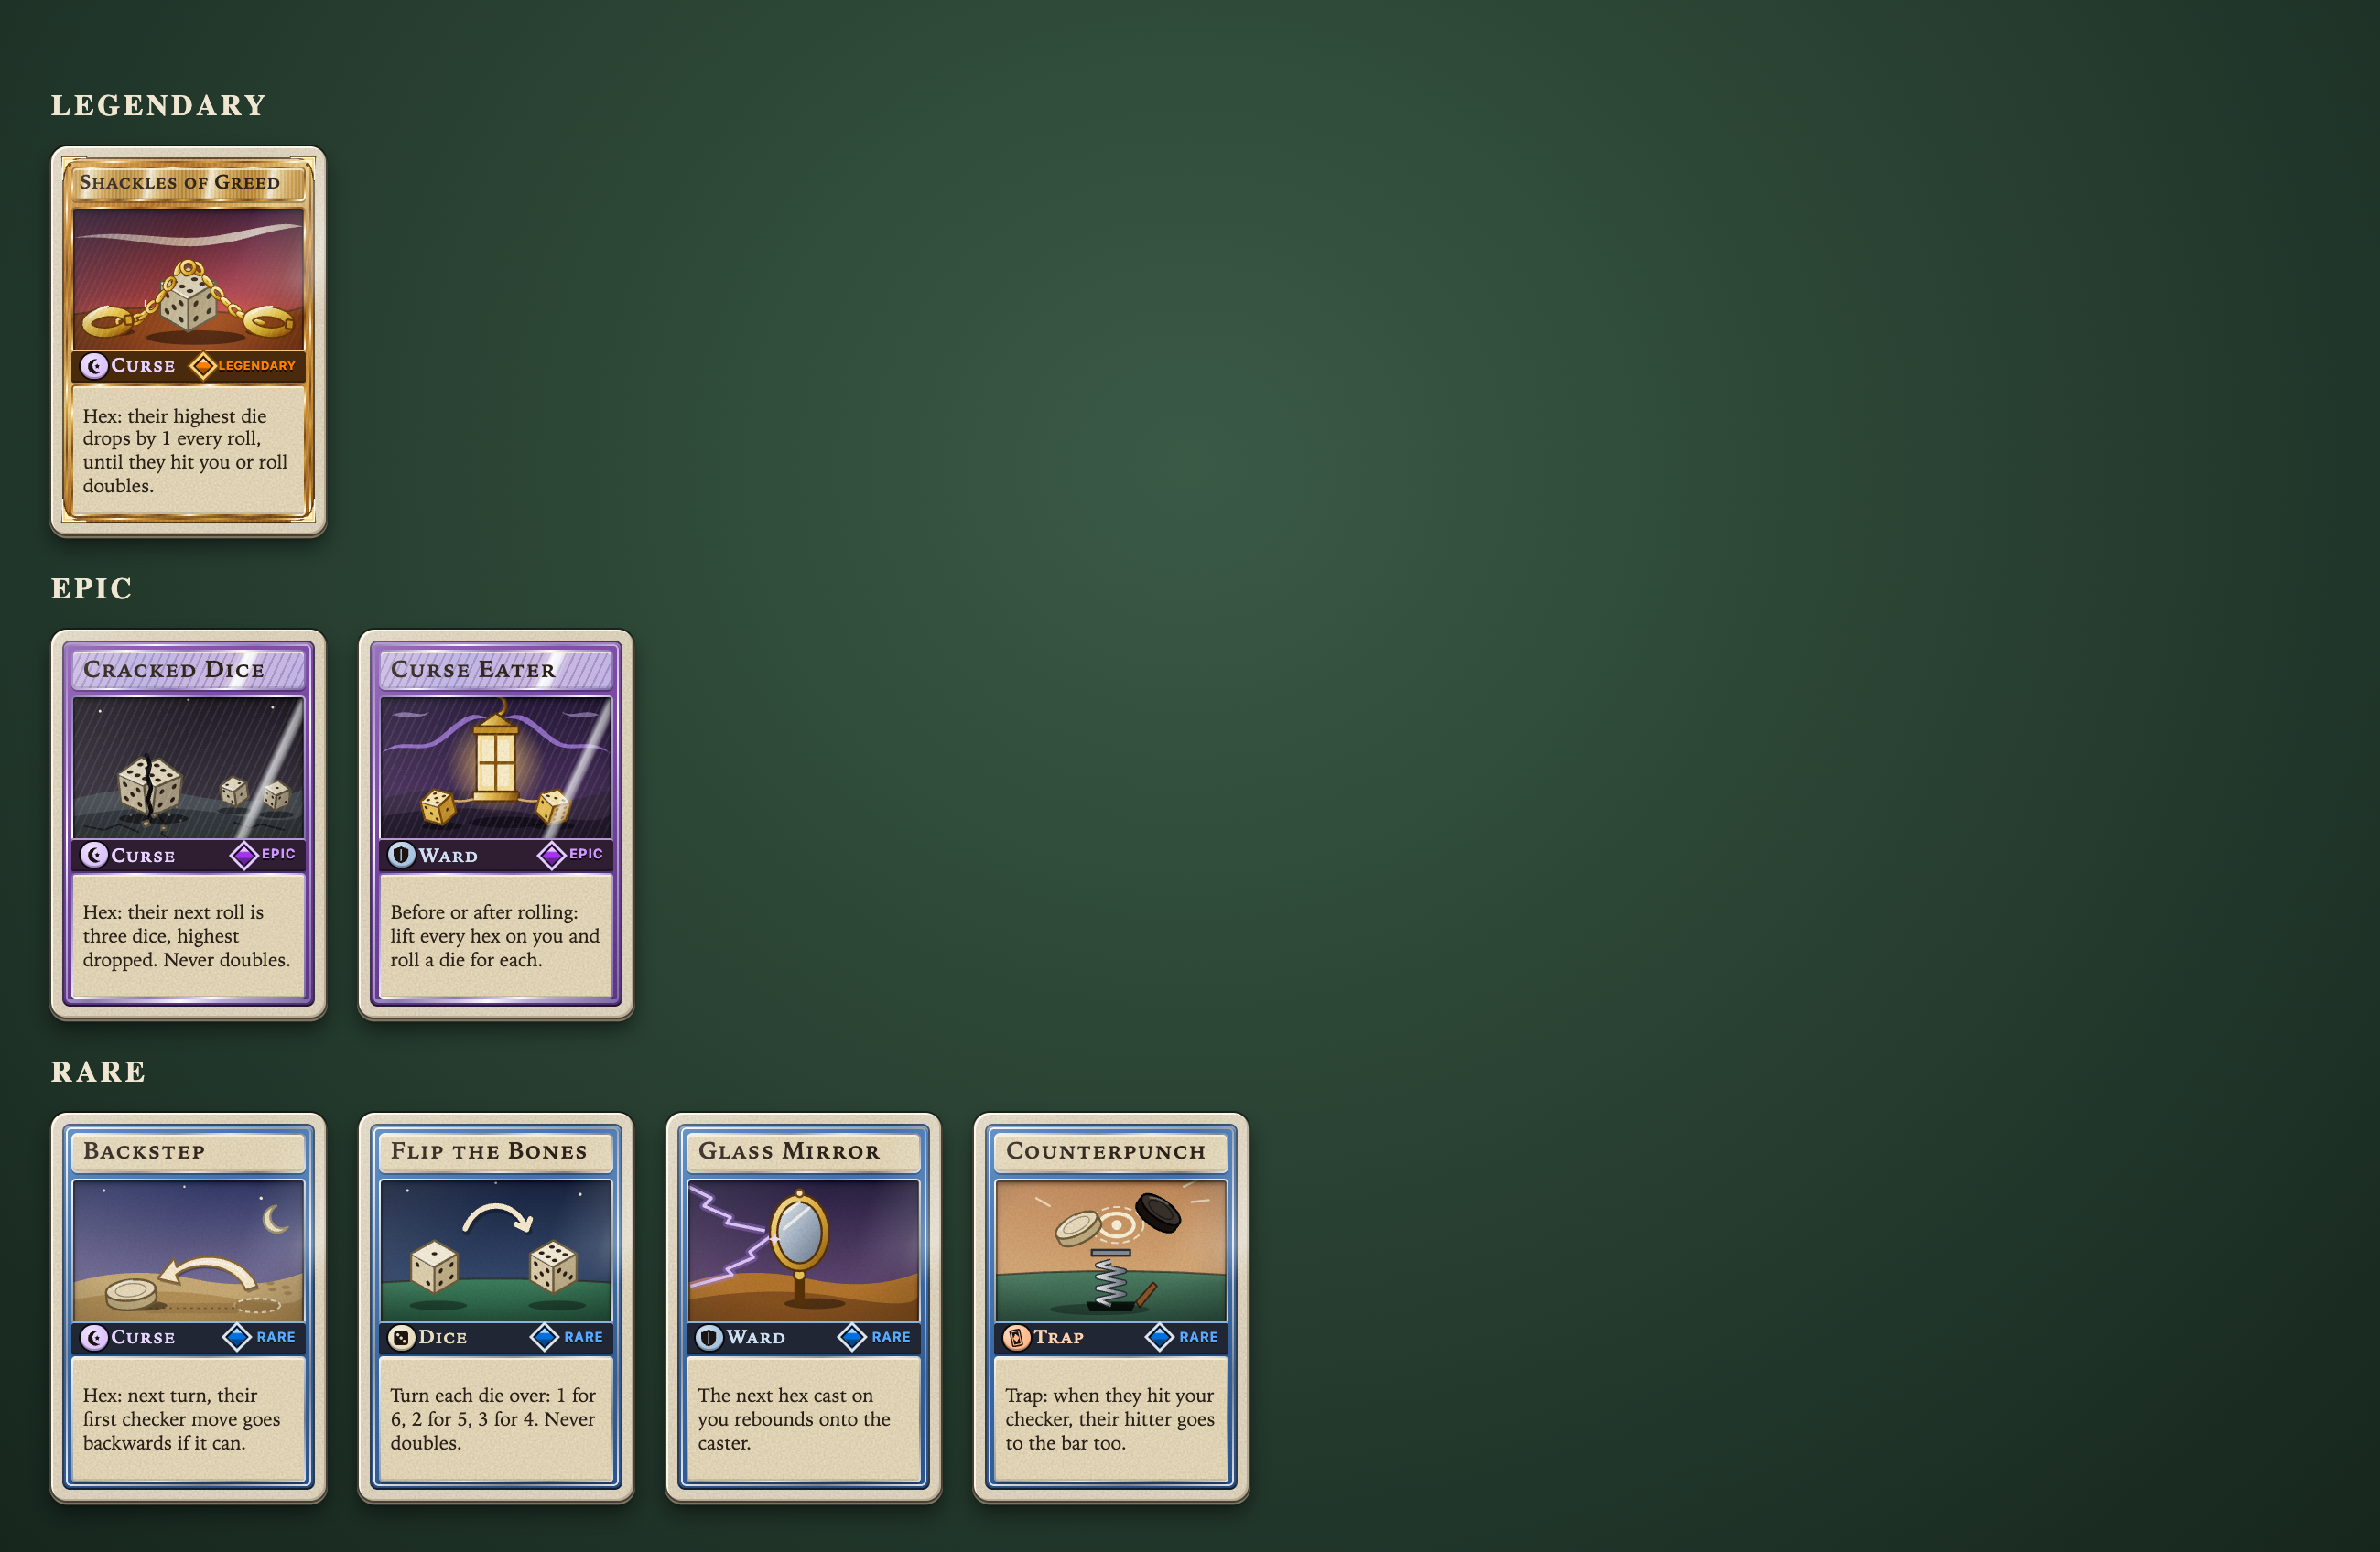 LEGENDARY
SHACKLES OF GREED
CURSE
LEGENDARY
Hex: their highest die
drops by 1 every roll,
until they hit you or roll
doubles.
EPIC
CRACKED DICE
CURSE
EPIC
Hex: their next roll is
three dice, highest
dropped. Never doubles.
CURSE EATER
WARD
EPIC
Before or after rolling:
lift every hex on you and
roll a die for each.
RARE
BACKSTEP
CURSE
RARE
Hex: next turn, their
first checker move goes
backwards if it can.
FLIP THE BONES
DICE
RARE
Turn each die over: 1 for
6, 2 for 5, 3 for 4. Never
doubles.
GLASS MIRROR
WARD
RARE
The next hex cast on
you rebounds onto the
caster.
COUNTERPUNCH
TRAP
RARE
Trap: when they hit your
checker, their hitter goes
to the bar too.